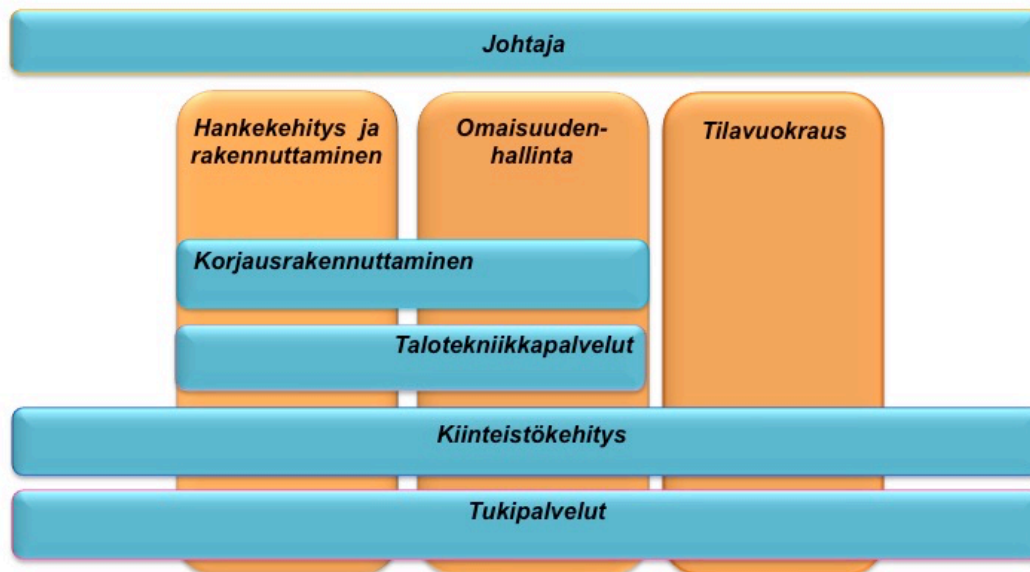 Johtaja
Hankekehitys ja
rakennuttaminen
Omaisuuden-
hallinta
Tilavuokraus
Korjausrakennuttaminen
Talotekniikkapalvelut
Kiinteistökehitys
Tukipalvelut